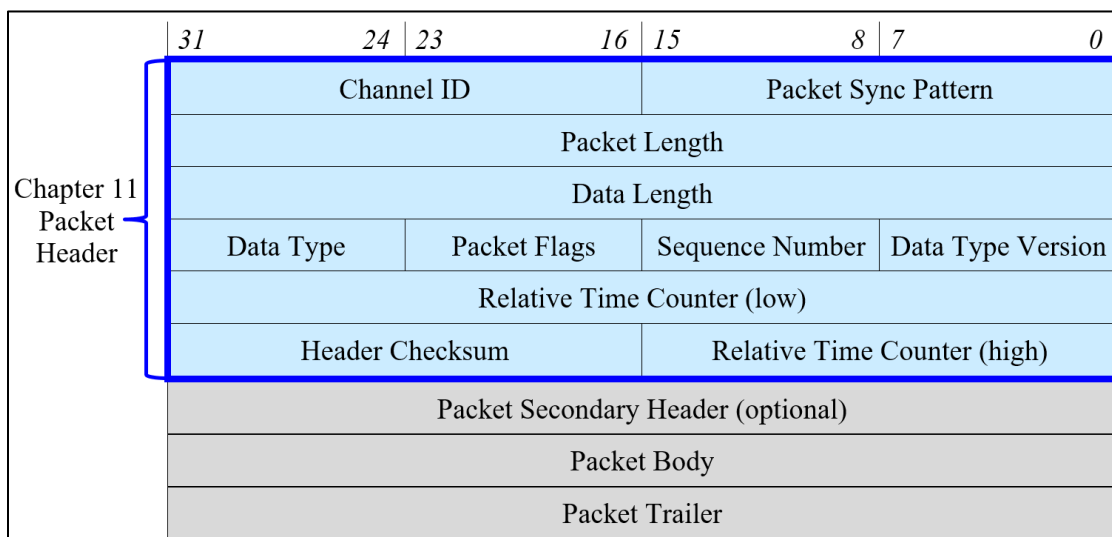 31 24 23 16 15 8 7 0
Channel ID Packet Sync Pattern
Packet Length
Data Length
Chapter 11
Packet
Header
Data Type Packet Flags Sequence Number Data Type Version
Relative Time Counter (low)
Header Checksum Relative Time Counter (high)
Packet Secondary Header (optional)
Packet Body
Packet Trailer